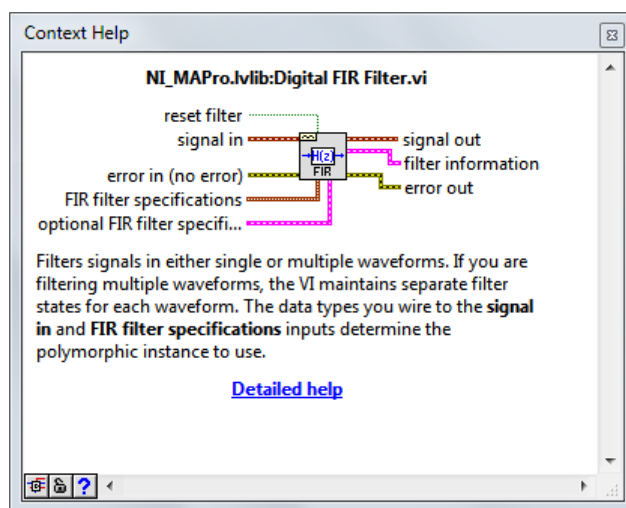 Context Help
NI_MAPro.lvlib:Digital FIR Filter.vi
reset filter
signal in
signal out
H(z)
filter information
error in (no error)
FIR
error out
FIR filter specifications
optional FIR filter specifi...
Filters signals in either single or multiple waveforms. If you are
filtering multiple waveforms, the VI maintains separate filter
states for each waveform. The data types you wire to the signal
in and FIR filter specifications inputs determine the
polymorphic instance to use.
Detailed help
?